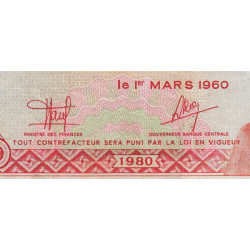 le 1er MARS 1960
MINISTRE DES FINANCES GOUVERNEUR BANQUE CENTRALE
TOUT CONTREFACTEUR SERA PUNI PAR LA LOI EN VIGUEUR
1980